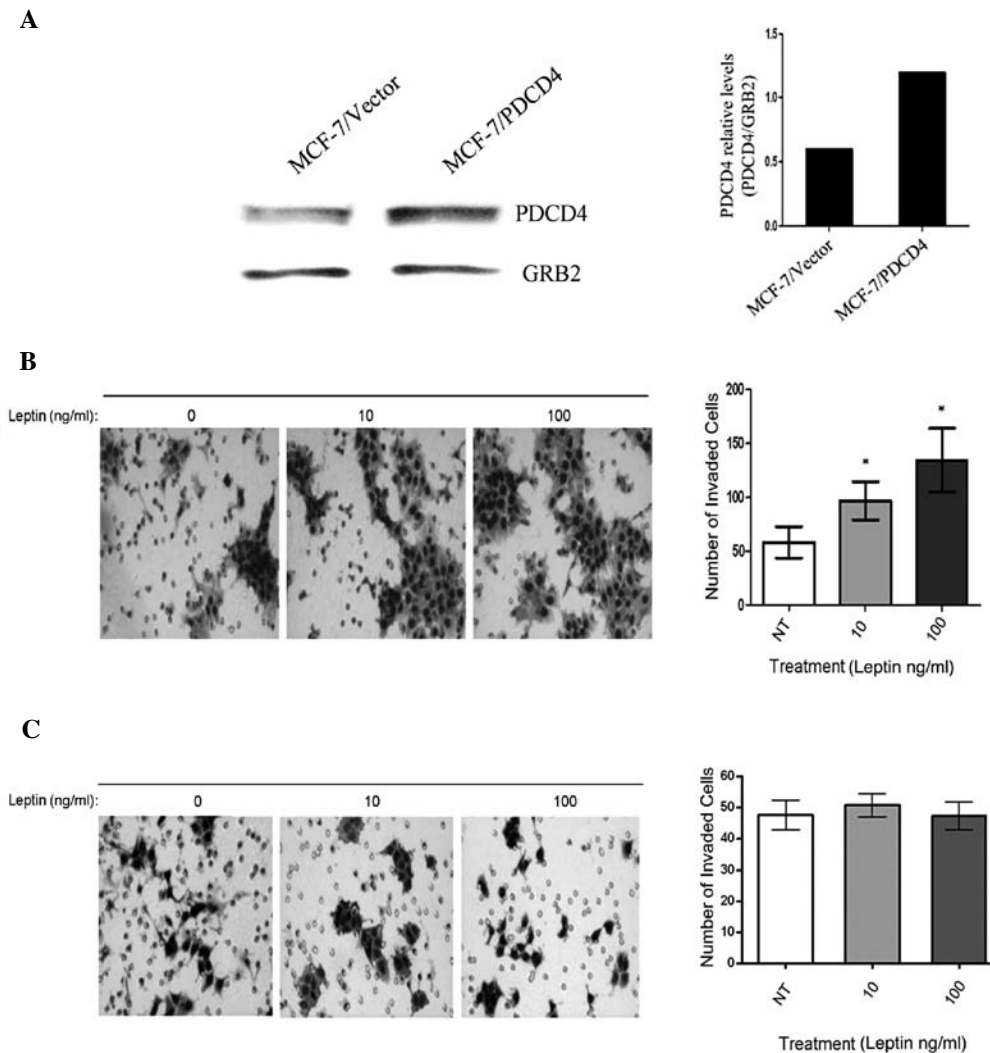 A
MCF-7/Vector
MCF-7/PDCD4
PDCD4
GRB2
PDCD4 relative levels
(PDCD4/GRB2)
1.5
1.0
0.5
0.0
MCF-7/Vector
MCF-7/PDCD4
B
Leptin (ng/ml):
0
10
100
Number of Invaded Cells
200
150
100
50
0
*
*
NT
10
100
Treatment (Leptin ng/ml)
C
Leptin (ng/ml):
0
10
100
Number of Invaded Cells
60
50
40
30
20
10
0
NT
10
100
Treatment (Leptin ng/ml)